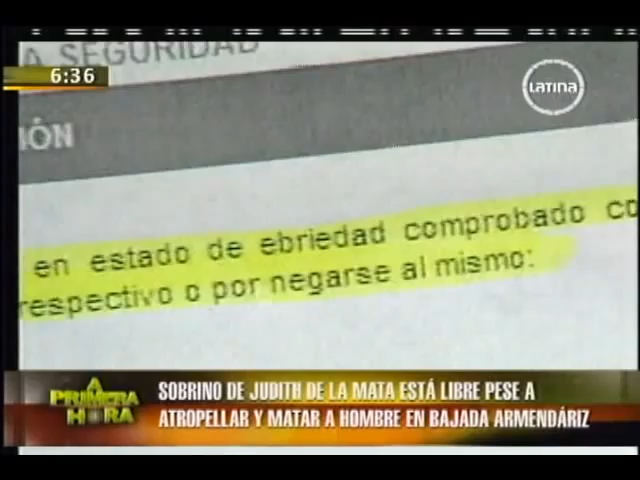 A SEGURIDAD
6:36
LATINA
IÓN
en estado de ebriedad comprobado co
respectivo o por negarse al mismo:
A
PRIMERA
HORA
SOBRINO DE JUDITH DE LA MATA ESTÁ LIBRE PESE A
ATROPELLAR Y MATAR A HOMBRE EN BAJADA ARMENDÁRIZ